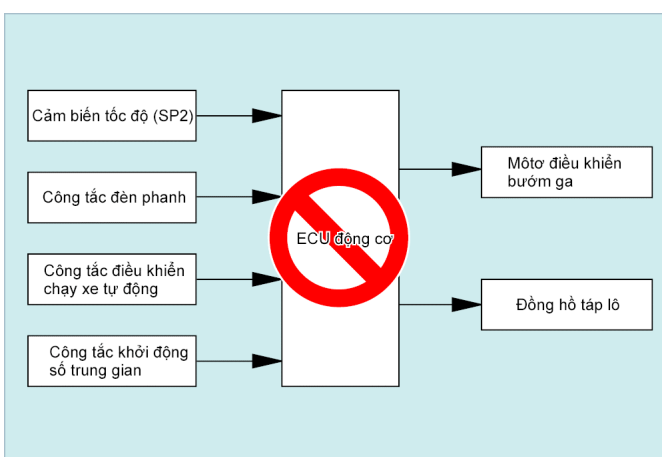 Cảm biến tốc độ (SP2)
Công tắc đèn phanh
Công tắc điều khiển
chạy xe tự động
Công tắc khởi động
số trung gian
ECU động cơ
Môtơ điều khiển
bướm ga
Đồng hồ táp lô